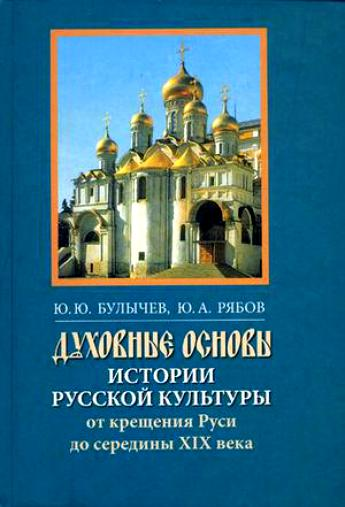 Ю. Ю. БУЛЫЧЕВ, Ю. А. РЯБОВ
ДУХОВНЫЕ ОСНОВЫ
ИСТОРИИ
РУССКОЙ КУЛЬТУРЫ
от крещения Руси
до середины XIX века